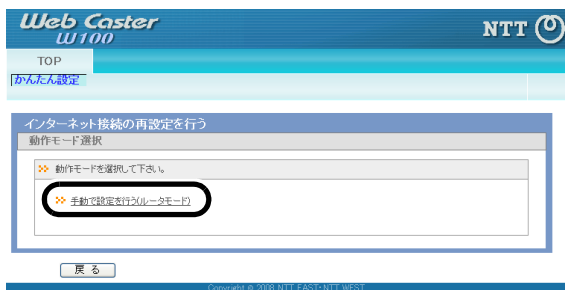 Web Caster
W100
NTT
TOP
かんたん設定
インターネット接続の再設定を行う
動作モード選択
動作モードを選択して下さい。
手動で設定を行う(ルータモード)
戻る
Copyright © 2008 NTT EAST・NTT WEST